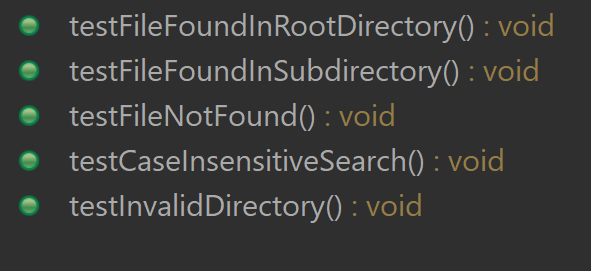 testFileFoundInRootDirectory() : void
testFileFoundInSubdirectory() : void
testFileNotFound() : void
testCaseInsensitiveSearch() : void
testInvalidDirectory() : void